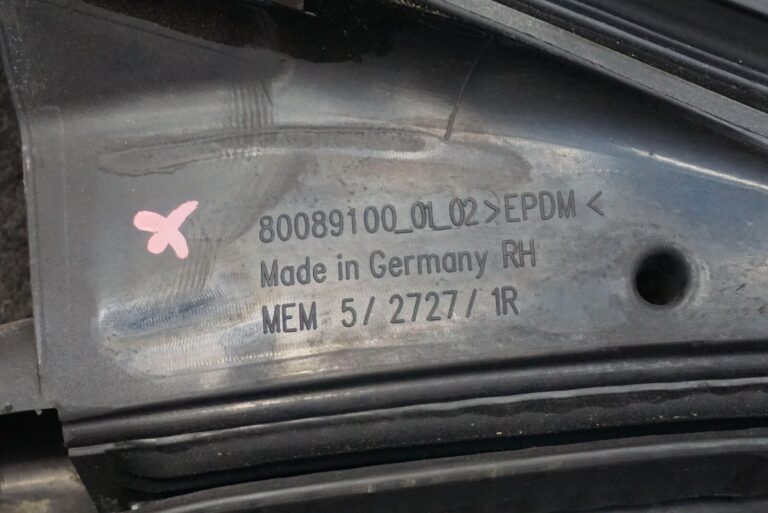 80089100_01_02>EPDM<
Made in Germany RH
MEM 5/2727/1R